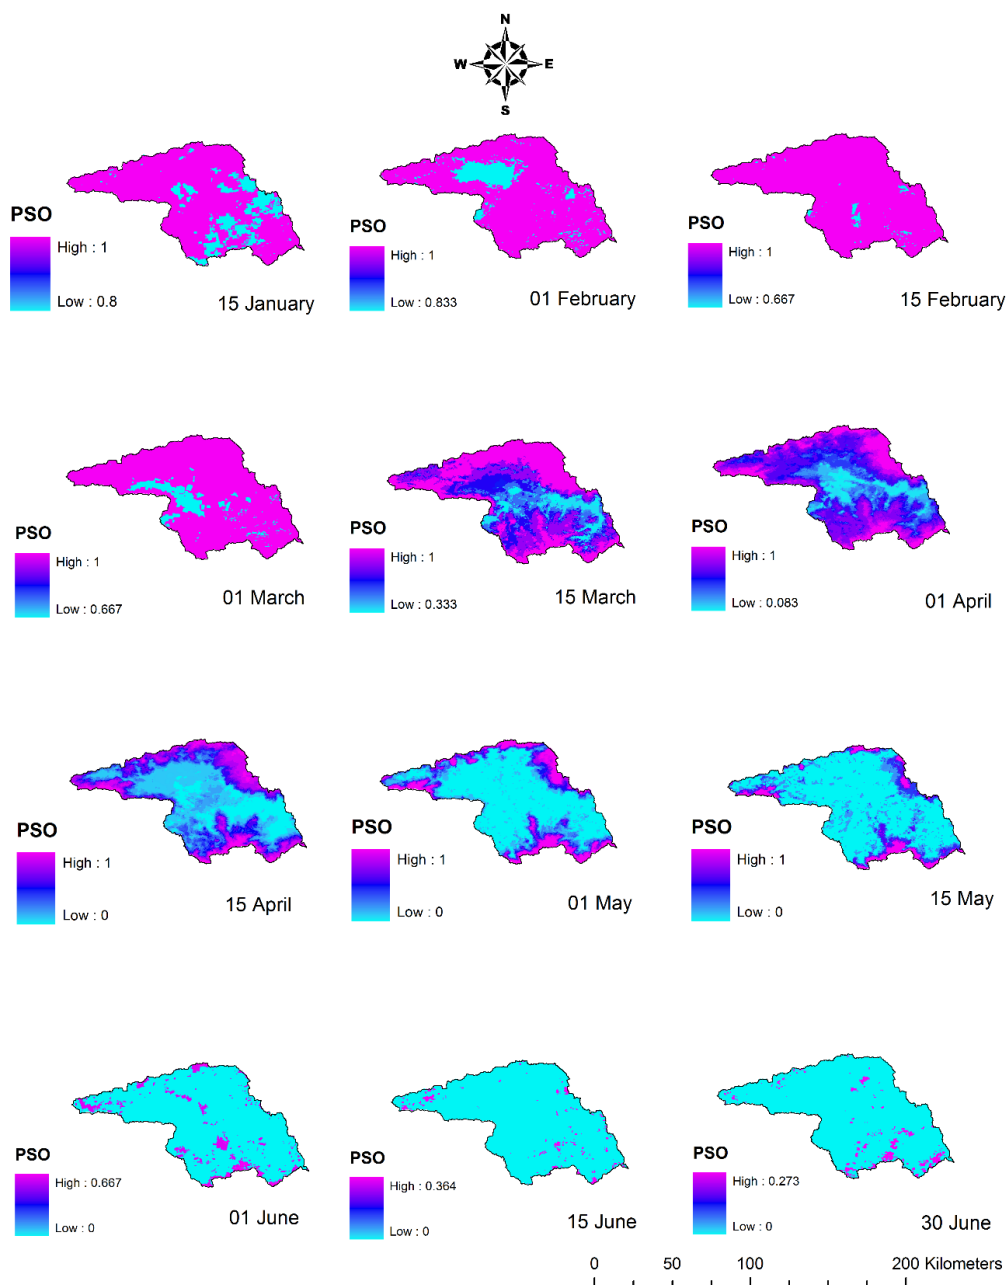 N
W E
S
PSO
High : 1
Low : 0.8
15 January
PSO
High : 1
Low : 0.833
01 February
PSO
High : 1
Low : 0.667
15 February
PSO
High : 1
Low : 0.667
01 March
PSO
High : 1
Low : 0.333
15 March
PSO
High : 1
Low : 0.083
01 April
PSO
High : 1
Low : 0
15 April
PSO
High : 1
Low : 0
01 May
PSO
High : 1
Low : 0
15 May
PSO
High : 0.667
Low : 0
01 June
PSO
High : 0.364
Low : 0
15 June
PSO
High : 0.273
Low : 0
30 June
0 50 100 200 Kilometers